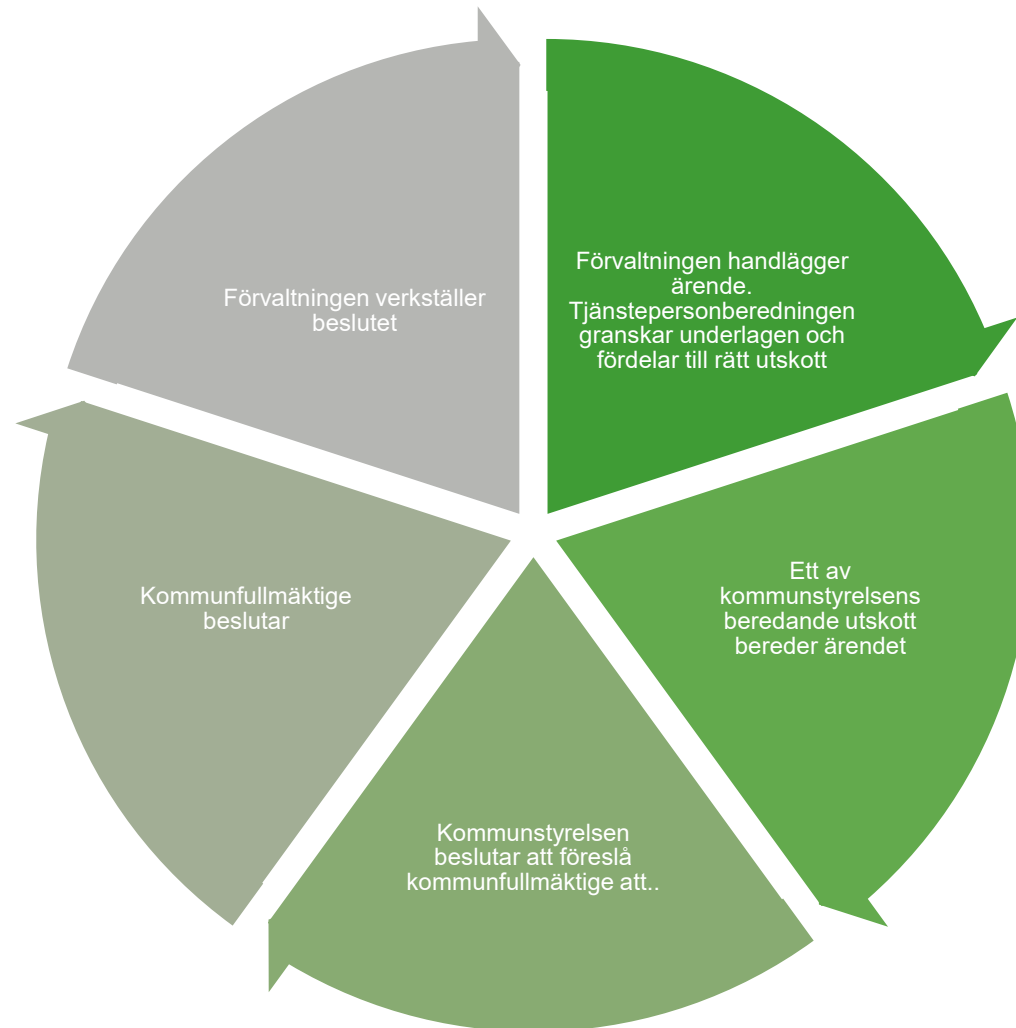 Förvaltningen handlägger
ärende.
Tjänstepersonberedningen
granskar underlagen och
fördelar till rätt utskott
Ett av
kommunstyrelsens
beredande utskott
bereder ärendet
Kommunstyrelsen
beslutar att föreslå
kommunfullmäktige att..
Kommunfullmäktige
beslutar
Förvaltningen verkställer
beslutet